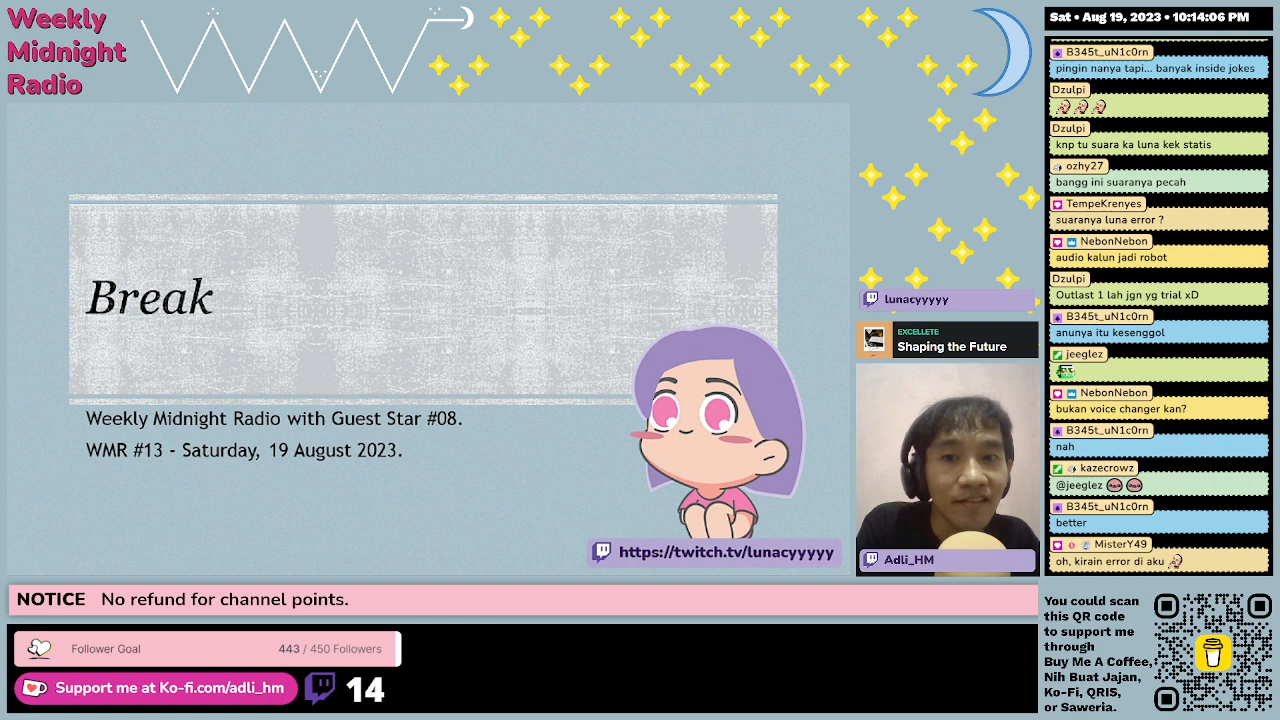 Weekly
Midnight
Radio
Sat • Aug 19, 2023 • 10:14:06 PM
B345t_uN1c0rn
pingin nanya tapi... banyak inside jokes
Dzulpi
Dzulpi
knp tu suara ka luna kek statis
ozhy27
bangg ini suaranya pecah
TempeKrenyes
suaranya luna error ?
NebonNebon
audio kalun jadi robot
Dzulpi
Outlast 1 lah jgn yg trial xD
B345t_uN1c0rn
anunya itu kesenggol
jeeglez
NebonNebon
bukan voice changer kan?
B345t_uN1c0rn
nah
kazecrowz
@jeeglez
B345t_uN1c0rn
better
MisterY49
oh, kirain error di aku
Break
Weekly Midnight Radio with Guest Star #08.
WMR #13 - Saturday, 19 August 2023.
https://twitch.tv/lunacyyyyy
lunacyyyyy
EXCELLETE
Shaping the Future
Adli_HM
NOTICE No refund for channel points.
Follower Goal 443 / 450 Followers
Support me at Ko-fi.com/adli_hm
14
You could scan
this QR code
to support me
through
Buy Me A Coffee,
Nih Buat Jajan,
Ko-Fi, QRIS,
or Saweria.